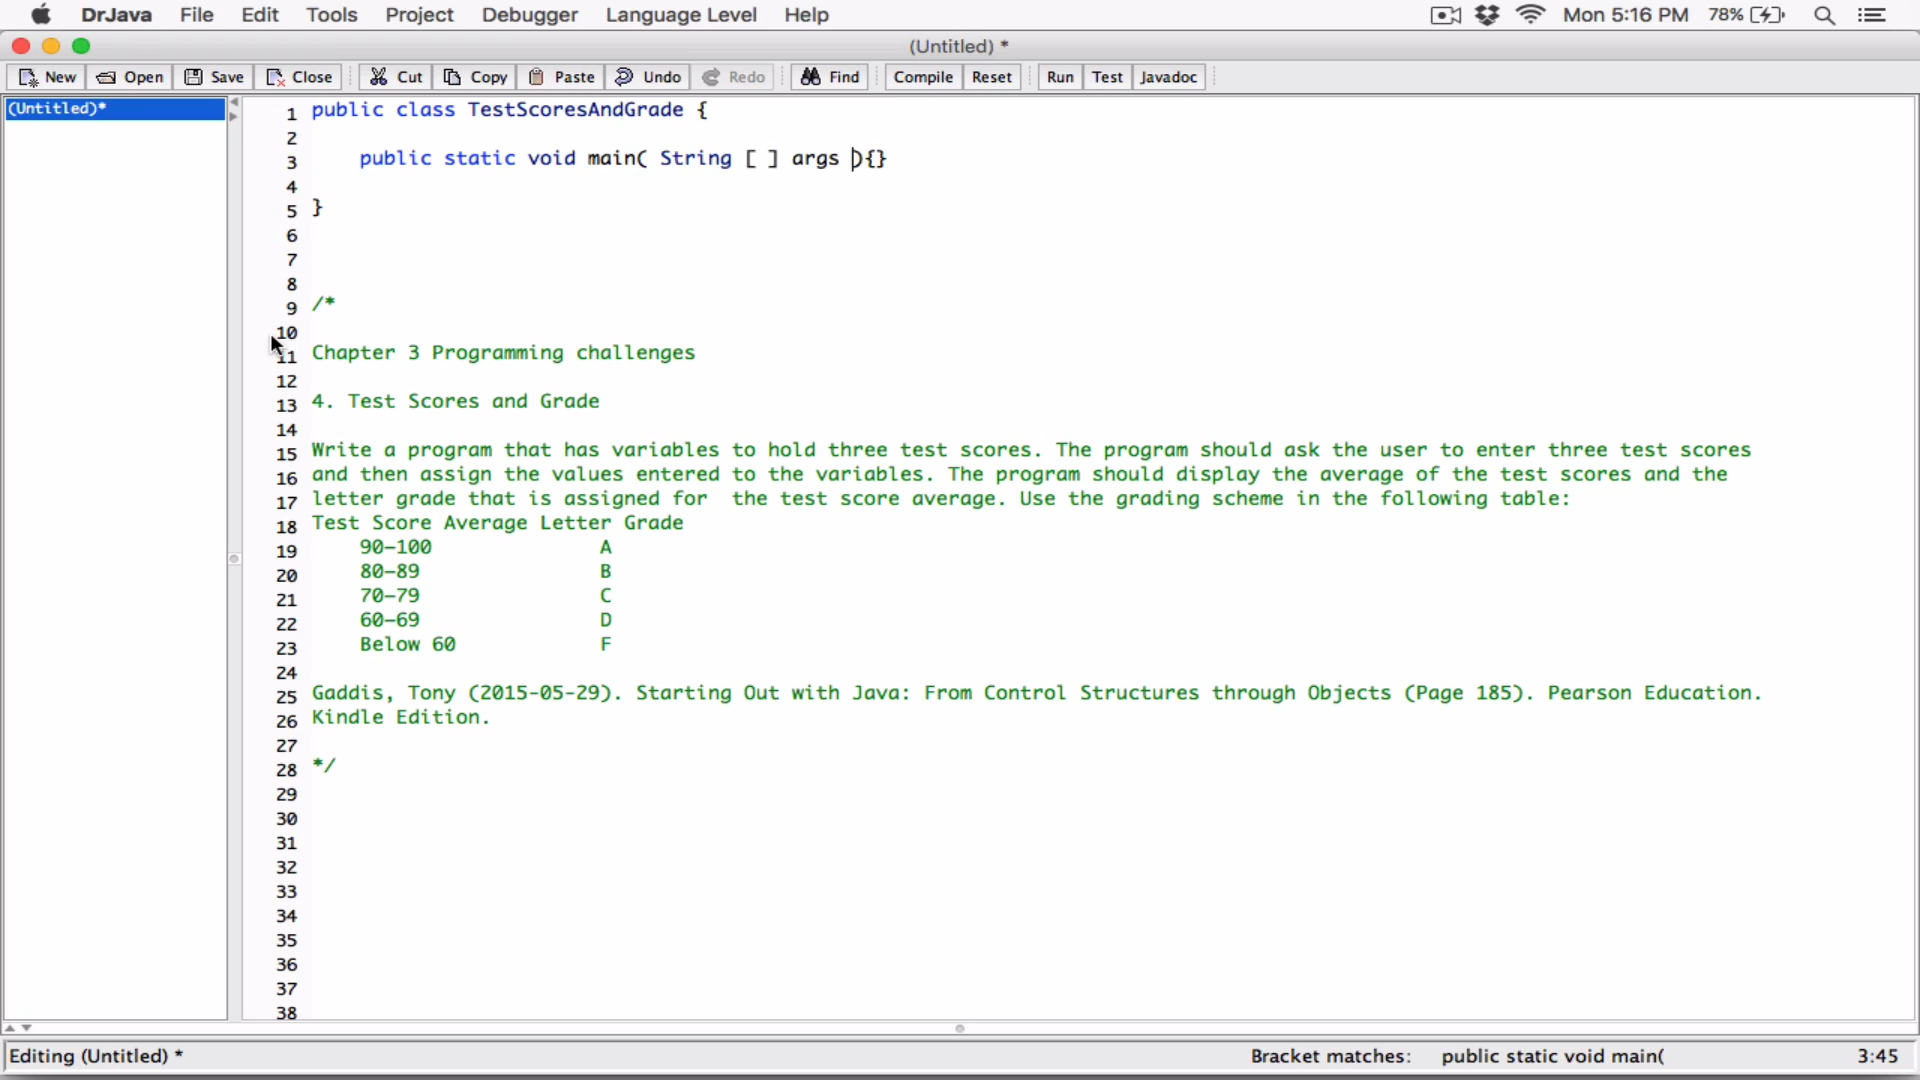 DrJava File Edit Tools Project Debugger Language Level Help Mon 5:16 PM 78%
(Untitled) *
New Open Save Close Cut Copy Paste Undo Redo Find Compile Reset Run Test Javadoc
(Untitled)*
1 public class TestScoresAndGrade {
2
3 public static void main( String [ ] args ){}
4
5 }
6
7
8
9 /*
10
11 Chapter 3 Programming challenges
12
13 4. Test Scores and Grade
14
15 Write a program that has variables to hold three test scores. The program should ask the user to enter three test scores
16 and then assign the values entered to the variables. The program should display the average of the test scores and the
17 letter grade that is assigned for  the test score average. Use the grading scheme in the following table:
18 Test Score Average Letter Grade
19 90–100 A
20 80–89 B
21 70–79 C
22 60–69 D
23 Below 60 F
24
25 Gaddis, Tony (2015-05-29). Starting Out with Java: From Control Structures through Objects (Page 185). Pearson Education.
26 Kindle Edition.
27
28 */
29
30
31
32
33
34
35
36
37
38
Editing (Untitled) * Bracket matches: public static void main( 3:45